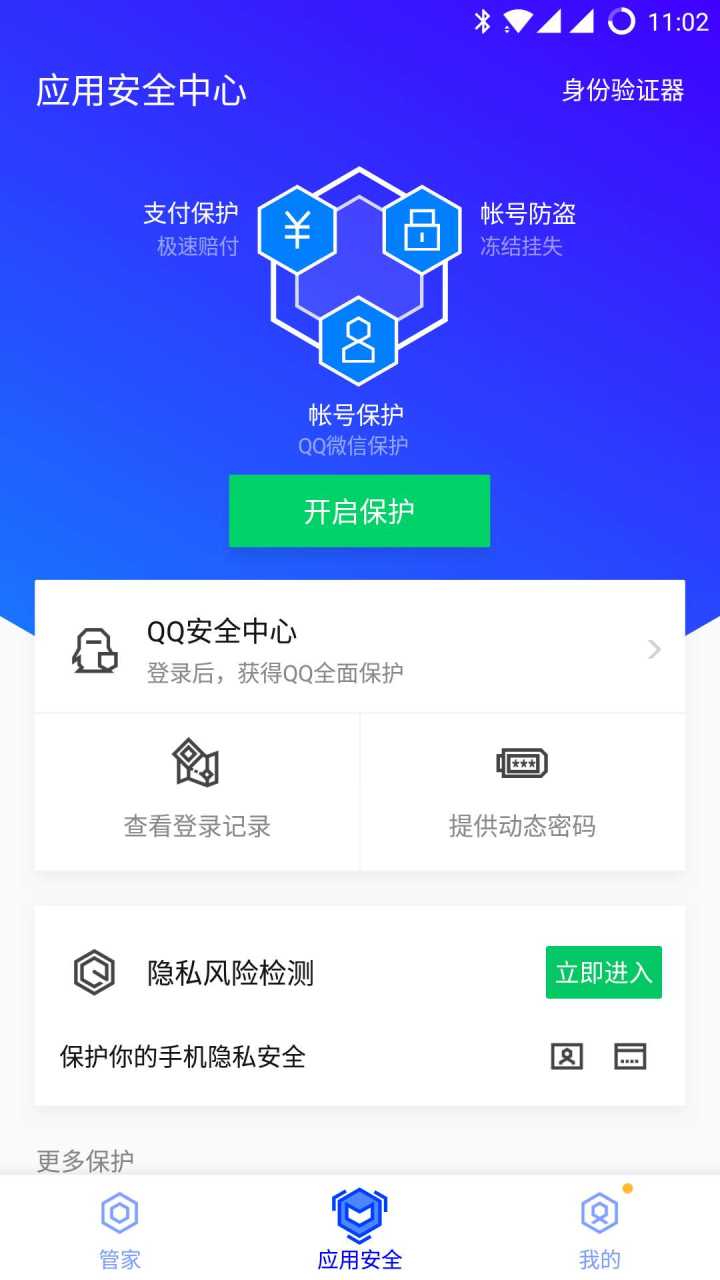 11:02
应用安全中心
身份验证器
支付保护
极速赔付
帐号防盗
冻结挂失
帐号保护
QQ微信保护
开启保护
QQ安全中心
登录后，获得QQ全面保护
查看登录记录
提供动态密码
隐私风险检测
立即进入
保护你的手机隐私安全
更多保护
管家
应用安全
我的